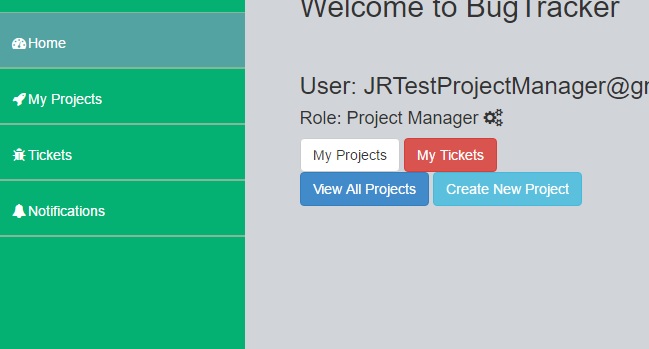 Home
My Projects
Tickets
Notifications
Welcome to BugTracker
User: JRTestProjectManager@gr
Role: Project Manager
My Projects My Tickets
View All Projects Create New Project